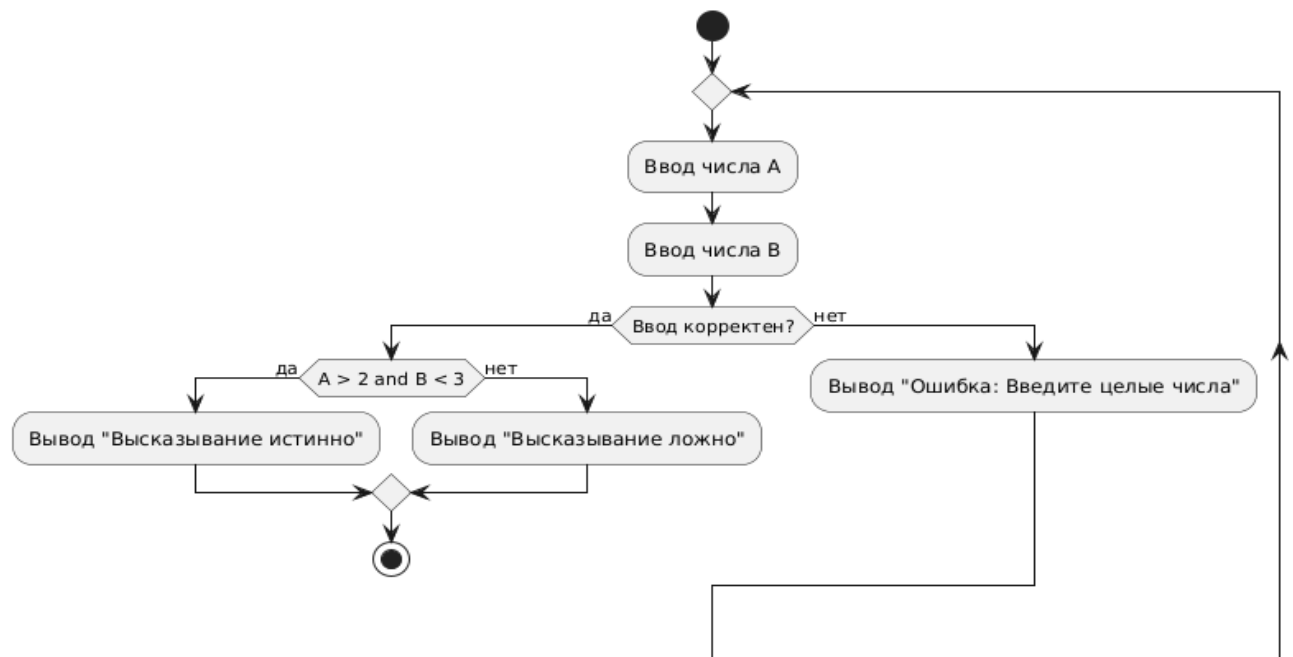 Ввод числа A
Ввод числа B
да
Ввод корректен?
нет
да
A > 2 and B < 3
нет
Вывод "Ошибка: Введите целые числа"
Вывод "Высказывание истинно"
Вывод "Высказывание ложно"